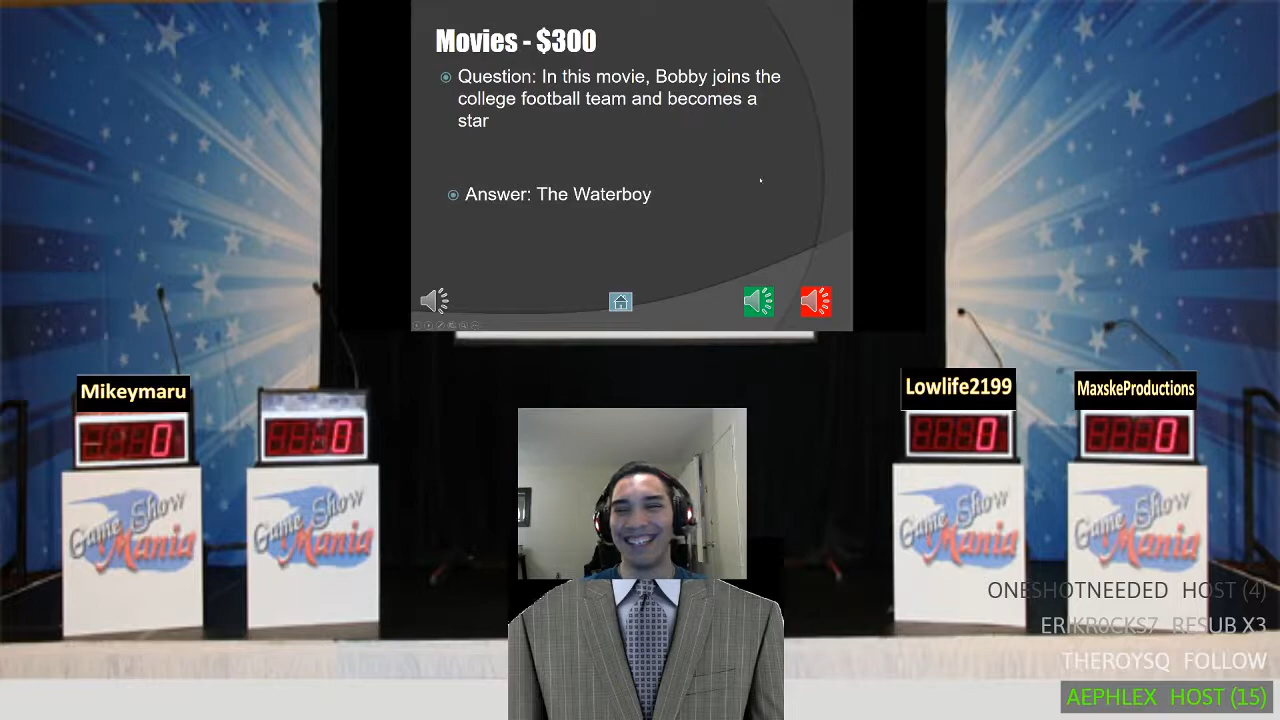 Movies - $300
Question: In this movie, Bobby joins the
college football team and becomes a
star
Answer: The Waterboy
Mikeymaru
0
0
Lowlife2199
0
MaxskeProductions
0
Game Show
Mania
Game Show
Mania
Game Show
Mania
Game Show
Mania
ONESHOTNEEDED HOST (4)
ERIKR0CKS7 RESUB X3
THEROYSQ FOLLOW
AEPHLEX HOST (15)